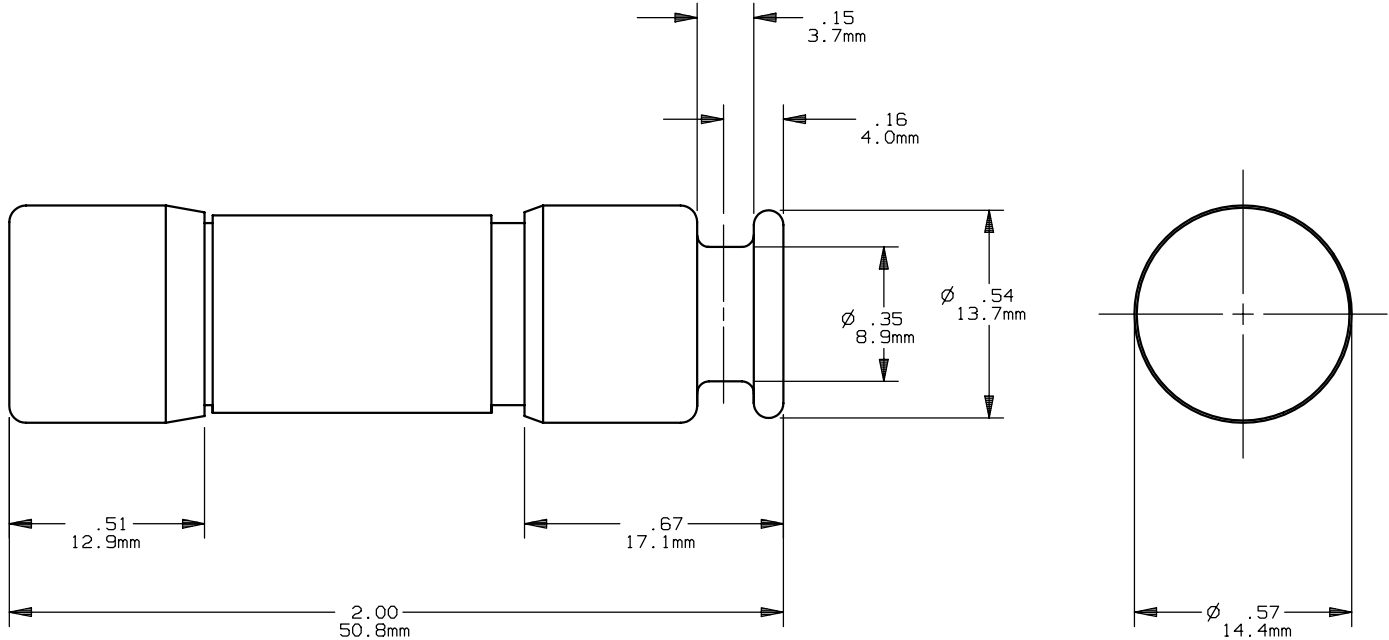 .15
3.7mm
.16
4.0mm
Ø .54
13.7mm
Ø .35
8.9mm
.51
12.9mm
.67
17.1mm
2.00
50.8mm
Ø .57
14.4mm